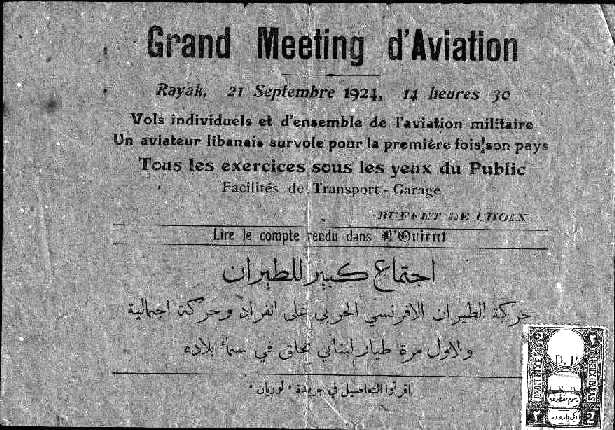 Grand Meeting d'Aviation
Rayak, 21 Septembre 1924, 14 heures 30
Vols individuels et d'ensemble de l'aviation militaire
Un aviateur libanais survole pour la première fois son pays
Tous les exercices sous les yeux du Public
Facilités de Transport - Garage
BUFFET DE CHOIX
Lire le compte rendu dans L'Orient
اجتماع كبير للطيران
حركة الطيران الافرنسي الحربي على انفراد وحركة اجمالية
ولاول مرة طيار لبناني يحلق في سماء بلاده
اقرأوا التفاصيل في جريدة « لوريان »
2